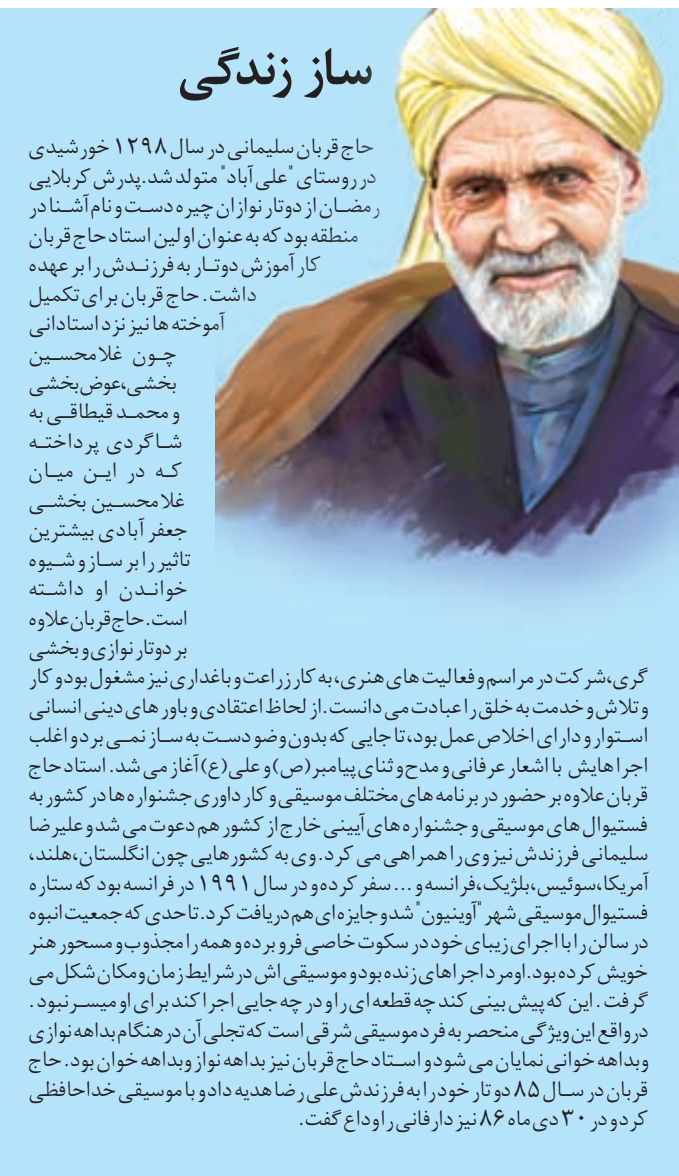 ساز زندگی
حاج قربان سلیمانی در سال ۱۲۹۸ خورشیدی
در روستای "علی آباد" متولد شد.پدرش کربلایی
رمضان از دوتار نوازان چیره دست و نام آشنا در
منطقه بود که به عنوان اولین استاد حاج قربان
کار آموزش دوتار به فرزندش را بر عهده
داشت. حاج قربان برای تکمیل
آموخته ها نیز نزد استادانی
چون غلامحسین
بخشی،عوض بخشی
و محمد قیطاقی به
شاگردی پرداخته
که در این میان
غلامحسین بخشی
جعفر آبادی بیشترین
تاثیر را بر ساز و شیوه
خواندن او داشته
است. حاج قربان علاوه
بر دوتار نوازی و بخشی
گری،شرکت در مراسم و فعالیت های هنری، به کار زراعت و باغداری نیز مشغول بود و کار
و تلاش و خدمت به خلق را عبادت می دانست. از لحاظ اعتقادی و باور های دینی انسانی
استوار و دارای اخلاص عمل بود، تا جایی که بدون وضو دست به ساز نمی برد و اغلب
اجراهایش با اشعار عرفانی و مدح و ثنای پیامبر (ص) و علی (ع) آغاز می شد. استاد حاج
قربان علاوه بر حضور در برنامه های مختلف موسیقی و کار داوری جشنواره ها در کشور به
فستیوال های موسیقی و جشنواره های آیینی خارج از کشور هم دعوت می شد و علیرضا
سلیمانی فرزندش نیز وی را همراهی می کرد. وی به کشورهایی چون انگلستان،هلند،
آمریکا،سوئیس،بلژیک،فرانسه و ... سفر کرده و در سال ۱۹۹۱ در فرانسه بود که ستاره
فستیوال موسیقی شهر "آوینیون" شد و جایزه ای هم دریافت کرد. تا حدی که جمعیت انبوه
در سالن را با اجرای زیبای خود در سکوت خاصی فرو برده و همه را مجذوب و مسحور هنر
خویش کرده بود. او مرد اجراهای زنده بود و موسیقی اش در شرایط زمان و مکان شکل می
گرفت. این که پیش بینی کند چه قطعه ای را و در چه جایی اجرا کند برای او میسر نبود .
درواقع این ویژگی منحصر به فرد موسیقی شرقی است که تجلی آن در هنگام بداهه نوازی
وبداهه خوانی نمایان می شود و استاد حاج قربان نیز بداهه نواز وبداهه خوان بود. حاج
قربان در سال ۸۵ دو تار خود را به فرزندش علی رضا هدیه داد و با موسیقی خداحافظی
کرد و در ۳۰ دی ماه ۸۶ نیز دار فانی را وداع گفت.